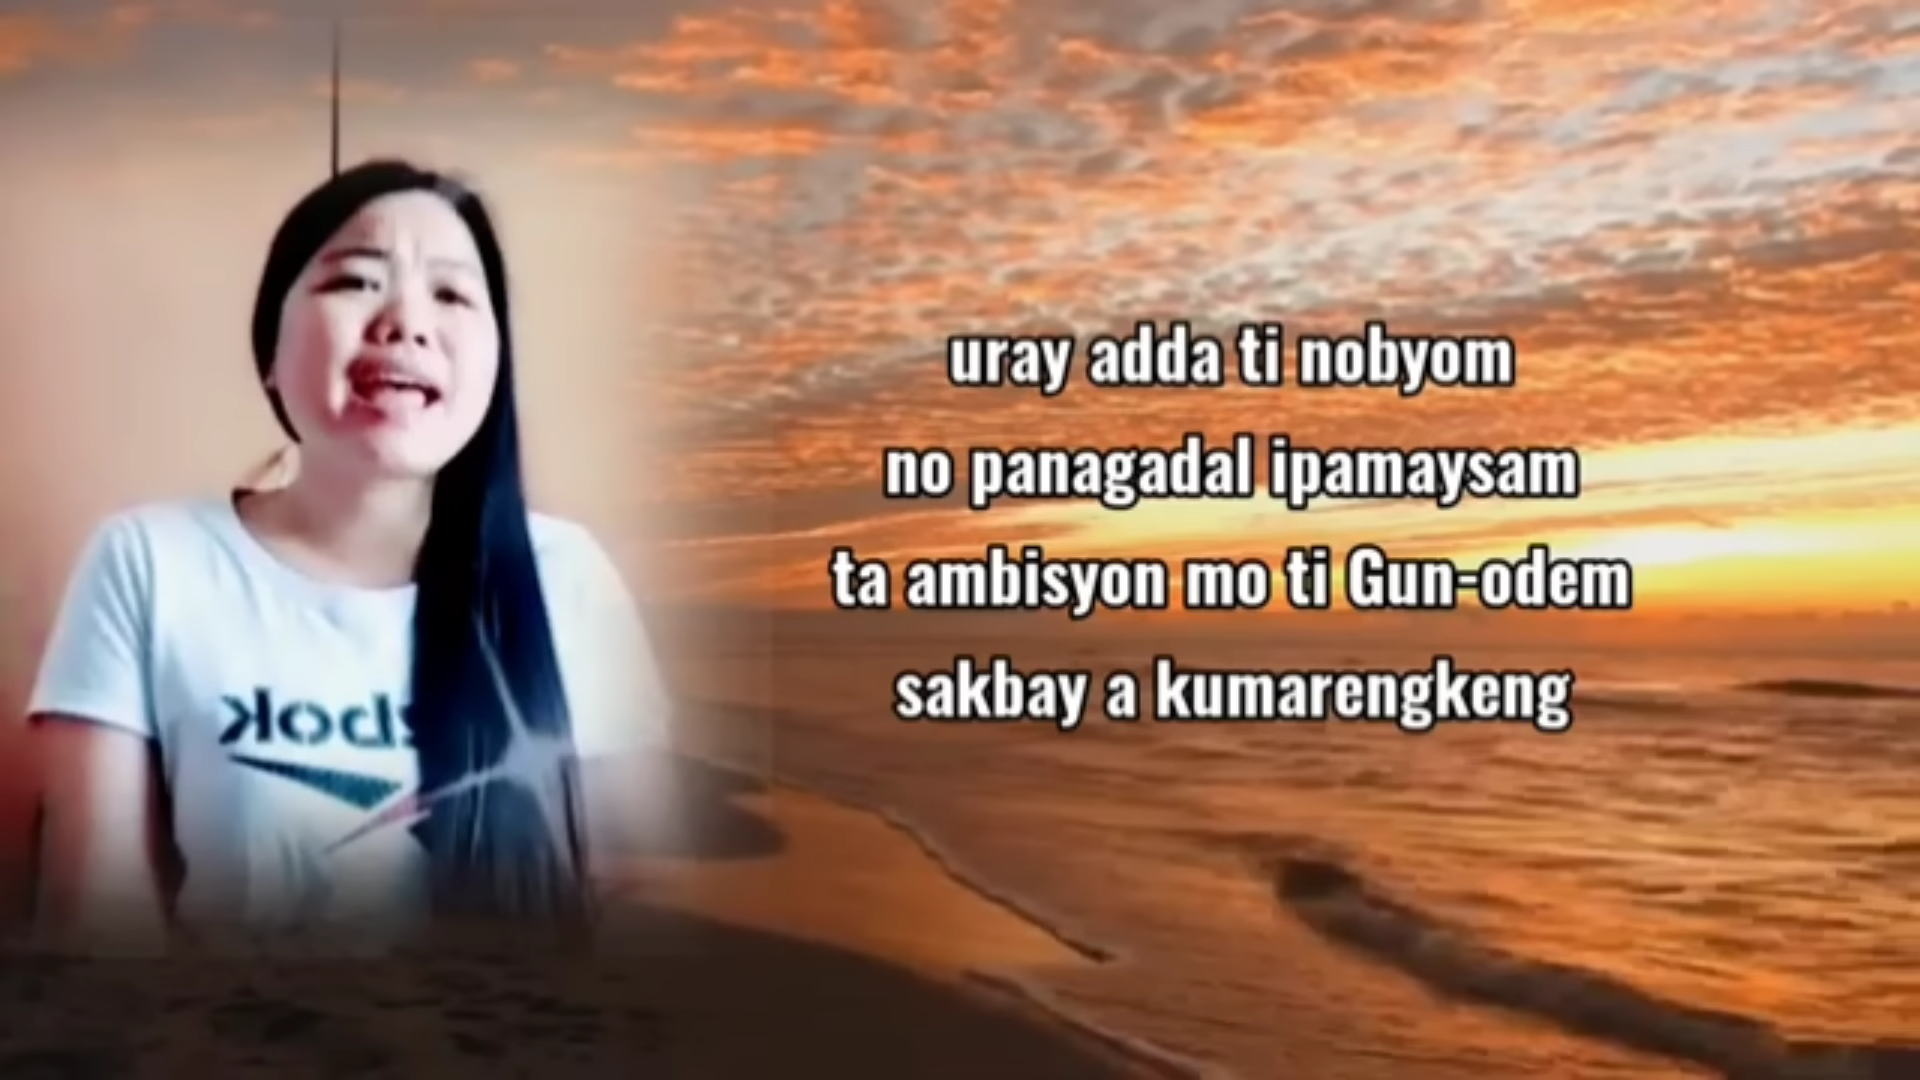 uray adda ti nobyom
no panagadal ipamaysam
ta ambisyon mo ti Gun-odem
sakbay a kumarengkeng